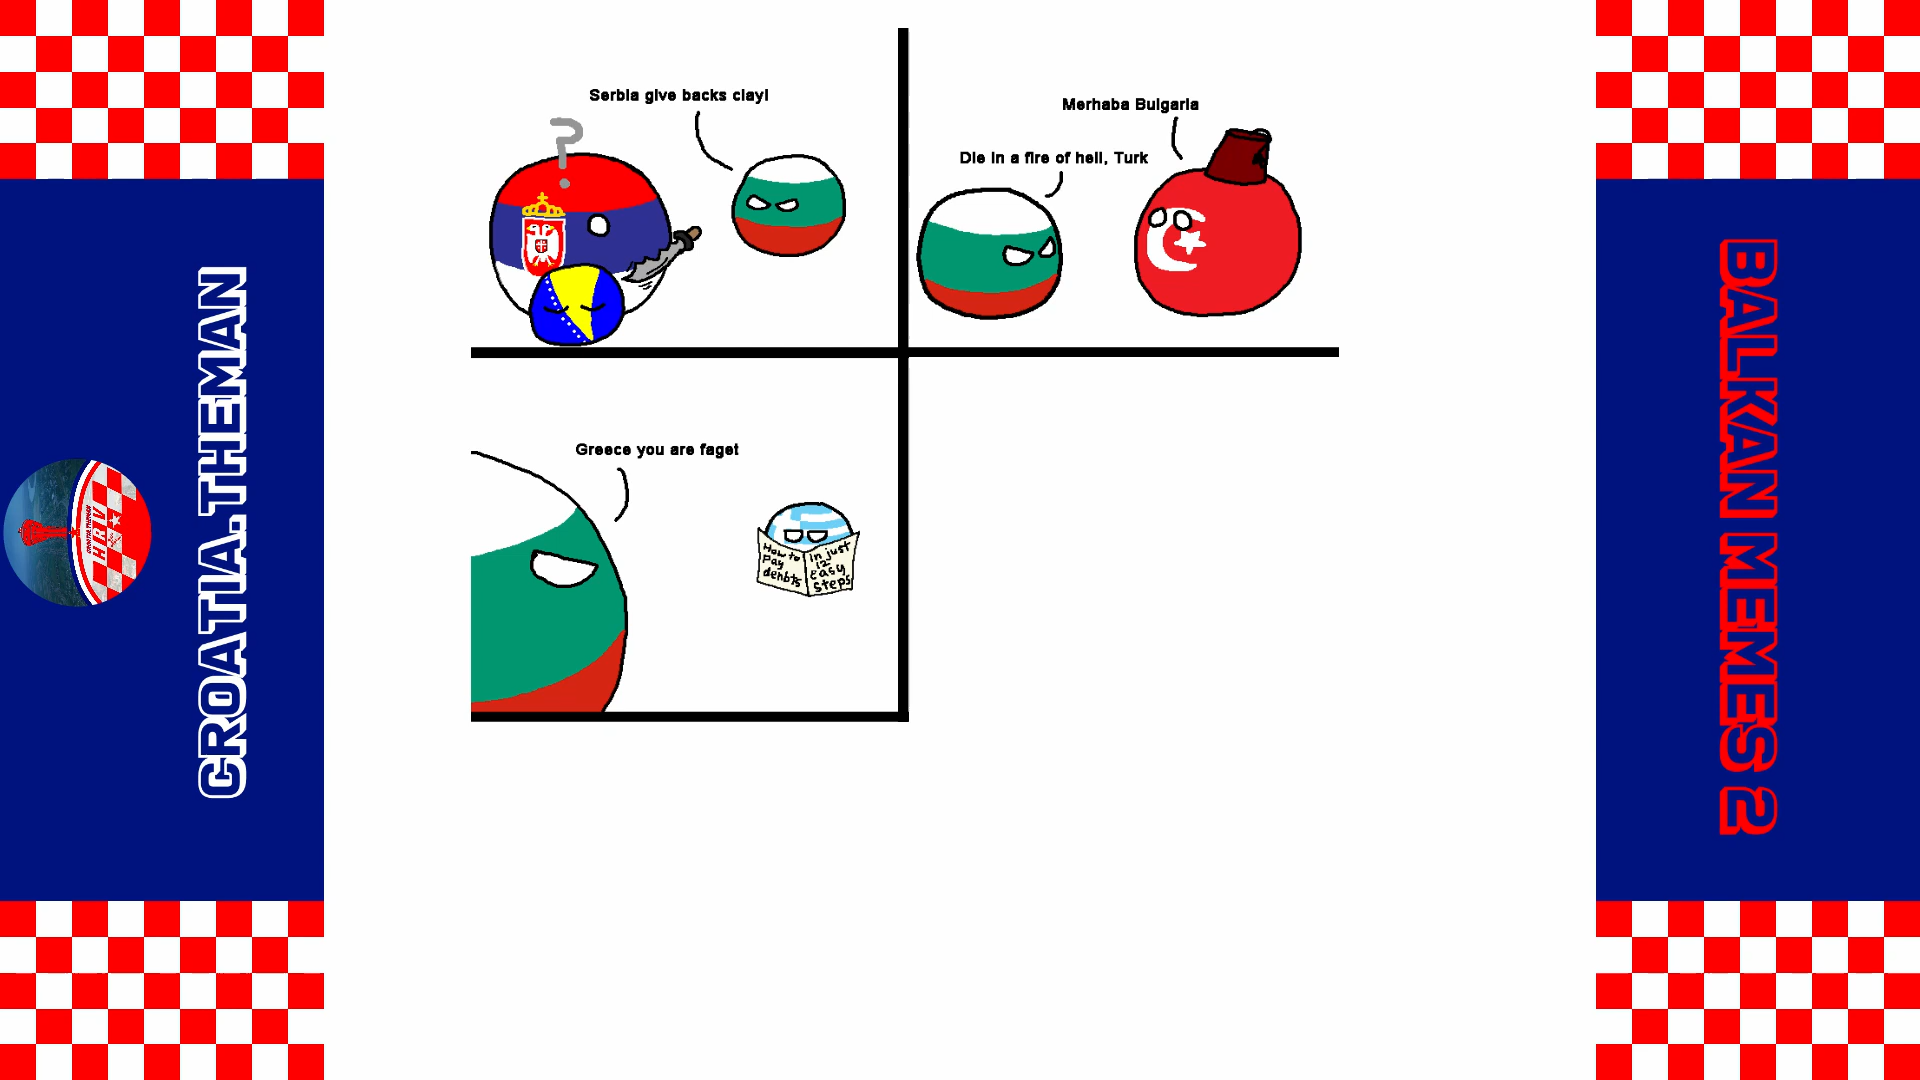 CROATIA.THEMAN
Serbia give backs clay!
Merhaba Bulgaria
Die in a fire of hell, Turk
Greece you are faget
How to
Pay
denbts
in just
12
easy
steps
BALKAN MEMES 2